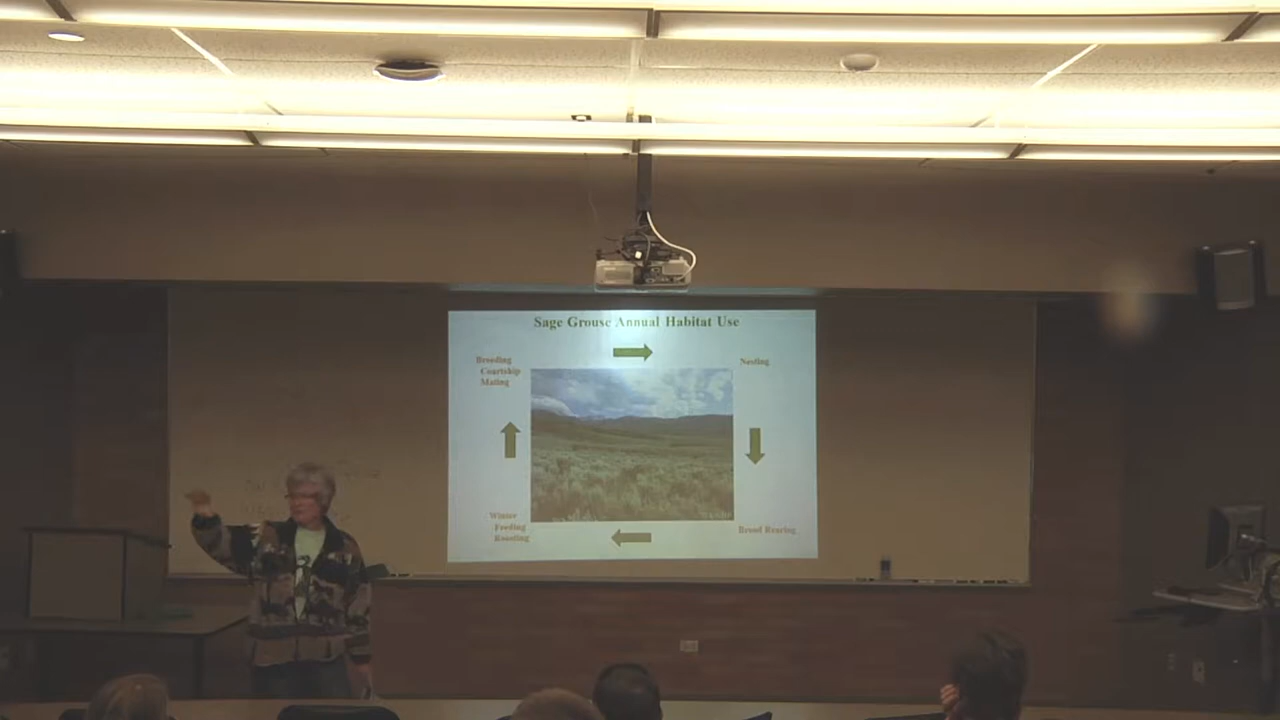 Sage Grouse Annual Habitat Use
Breeding
Courtship
Mating
Nesting
Winter
Feeding
Roosting
Brood Rearing